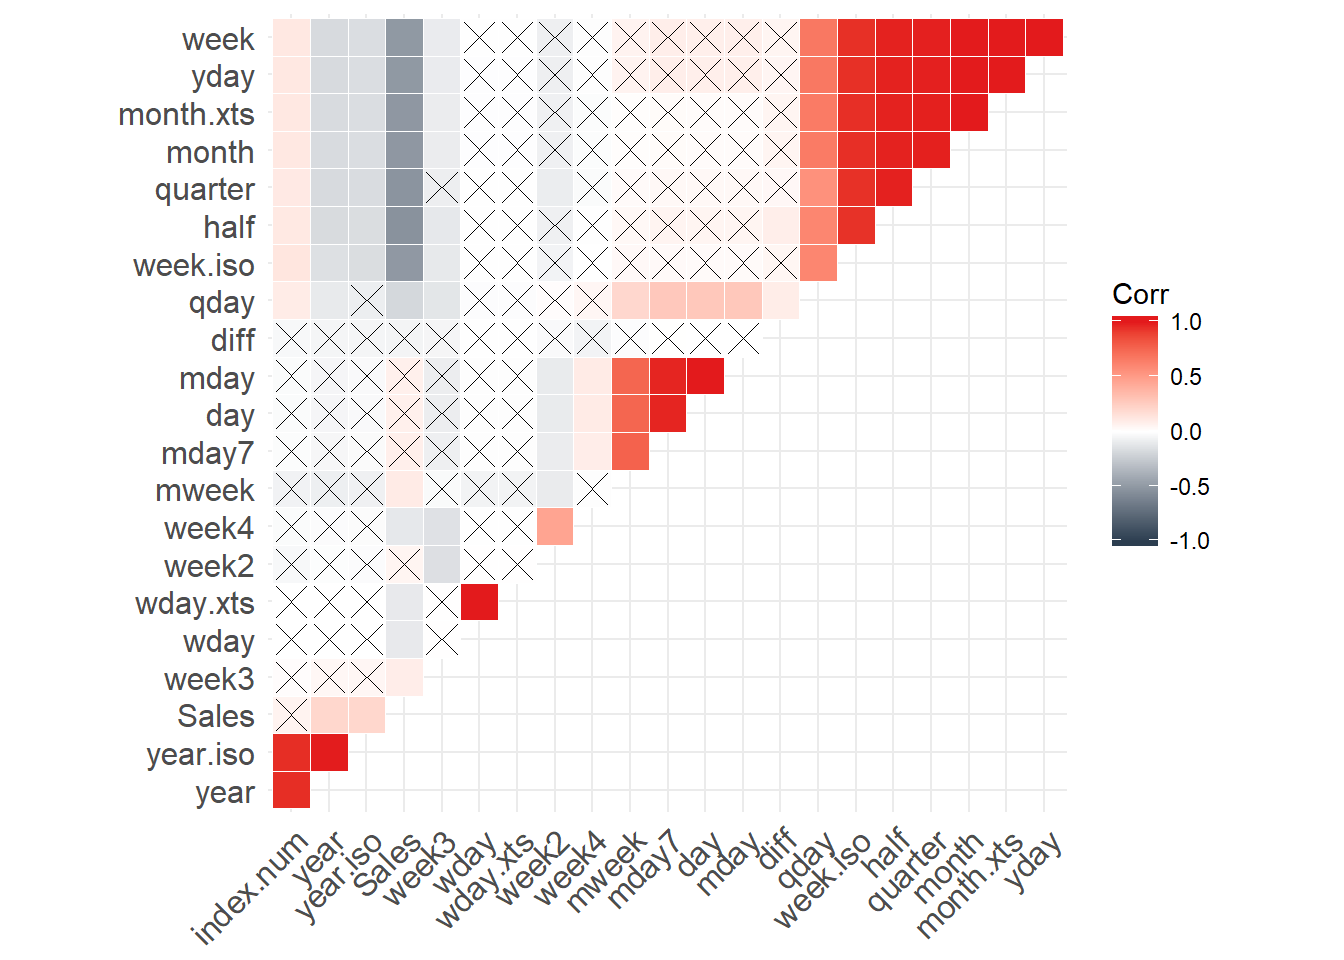 week
yday
month.xts
month
quarter
half
week.iso
qday
diff
mday
day
mday7
mweek
week4
week2
wday.xts
wday
week3
Sales
year.iso
year
index.num
year
year.iso
Sales
week3
wday
wday.xts
week2
week4
mweek
mday7
day
mday
diff
qday
week.iso
half
quarter
month
month.xts
yday
Corr
1.0
0.5
0.0
-0.5
-1.0